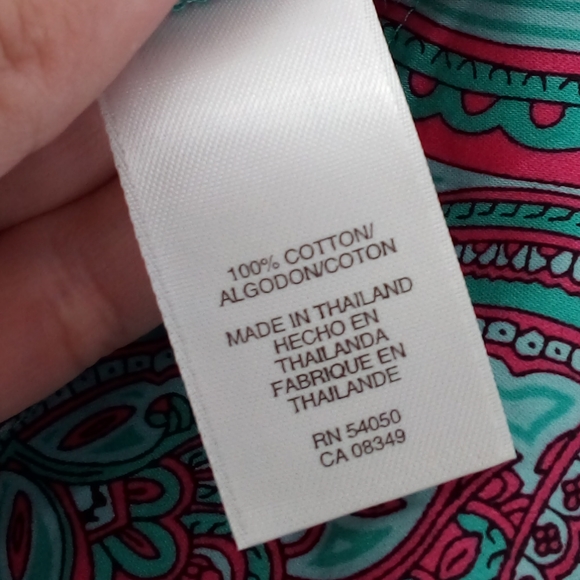 100% COTTON/
ALGODON/COTON
MADE IN THAILAND
HECHO EN
THAILANDA
FABRIQUE EN
THAILANDE
RN 54050
CA 08349